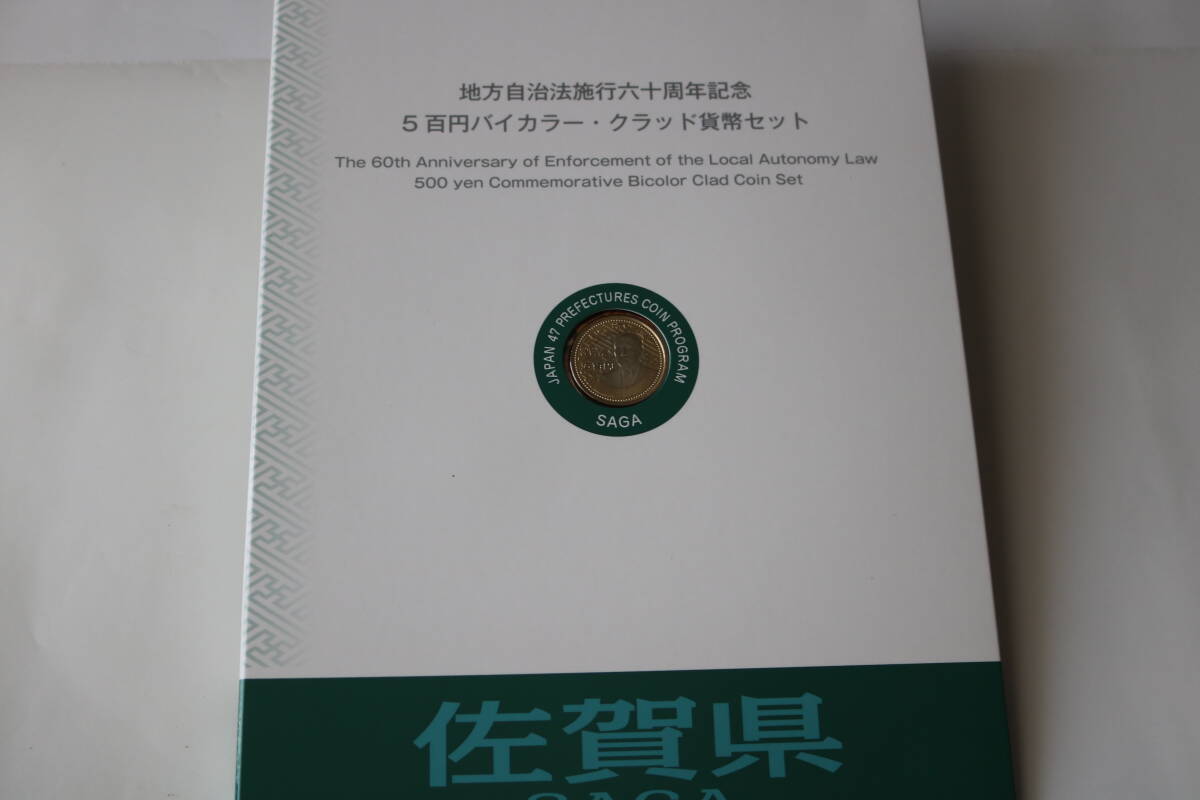 地方自治法施行六十周年記念
5百円バイカラー・クラッド貨幣セット
The 60th Anniversary of Enforcement of the Local Autonomy Law
500 yen Commemorative Bicolor Clad Coin Set
JAPAN 47 PREFECTURES COIN PROGRAM
SAGA
佐賀県
SAGA